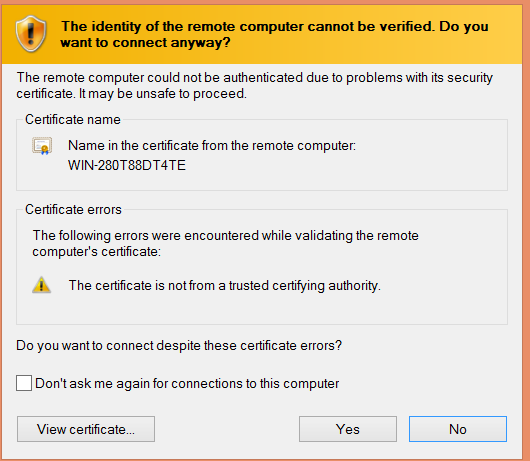 The identity of the remote computer cannot be verified. Do you
want to connect anyway?
The remote computer could not be authenticated due to problems with its security
certificate. It may be unsafe to proceed.
Certificate name
Name in the certificate from the remote computer:
WIN-280T88DT4TE
Certificate errors
The following errors were encountered while validating the remote
computer's certificate:
The certificate is not from a trusted certifying authority.
Do you want to connect despite these certificate errors?
Don't ask me again for connections to this computer
View certificate...
Yes
No